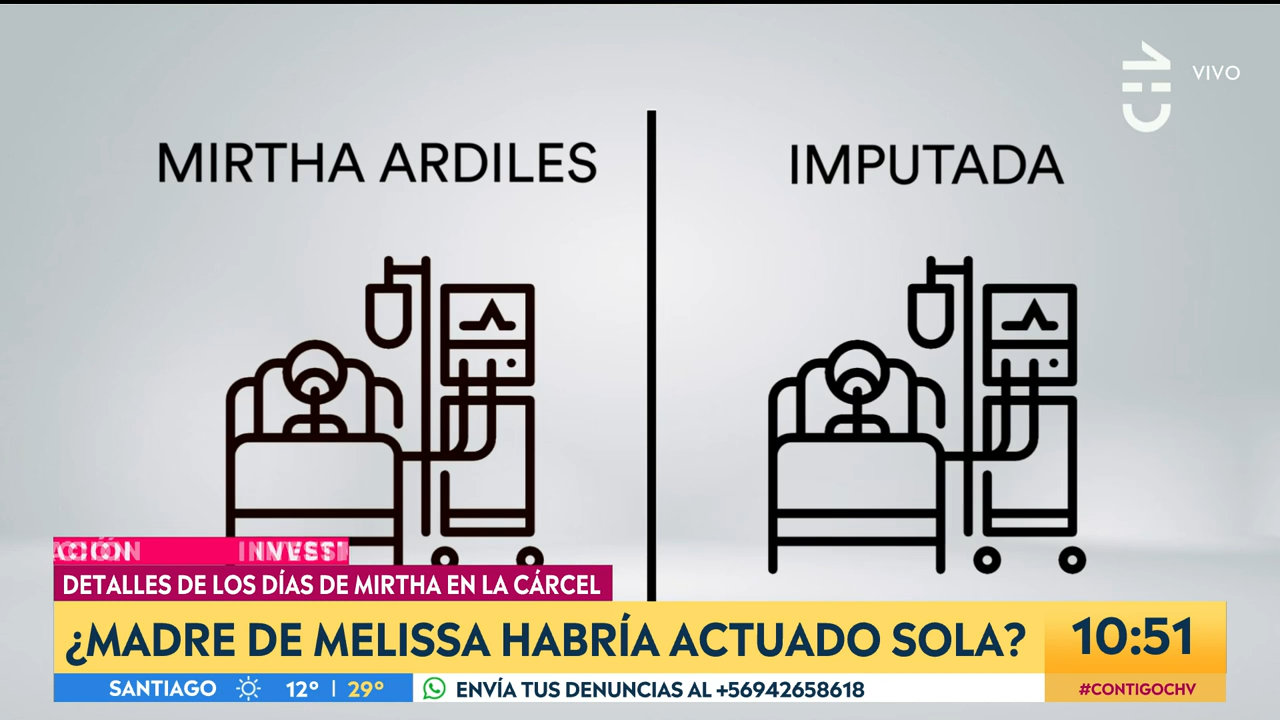 CHV
VIVO
MIRTHA ARDILES
IMPUTADA
DETALLES DE LOS DÍAS DE MIRTHA EN LA CÁRCEL
¿MADRE DE MELISSA HABRÍA ACTUADO SOLA?
10:51
SANTIAGO 12° | 29°
ENVÍA TUS DENUNCIAS AL +56942658618
#CONTIGOCHV